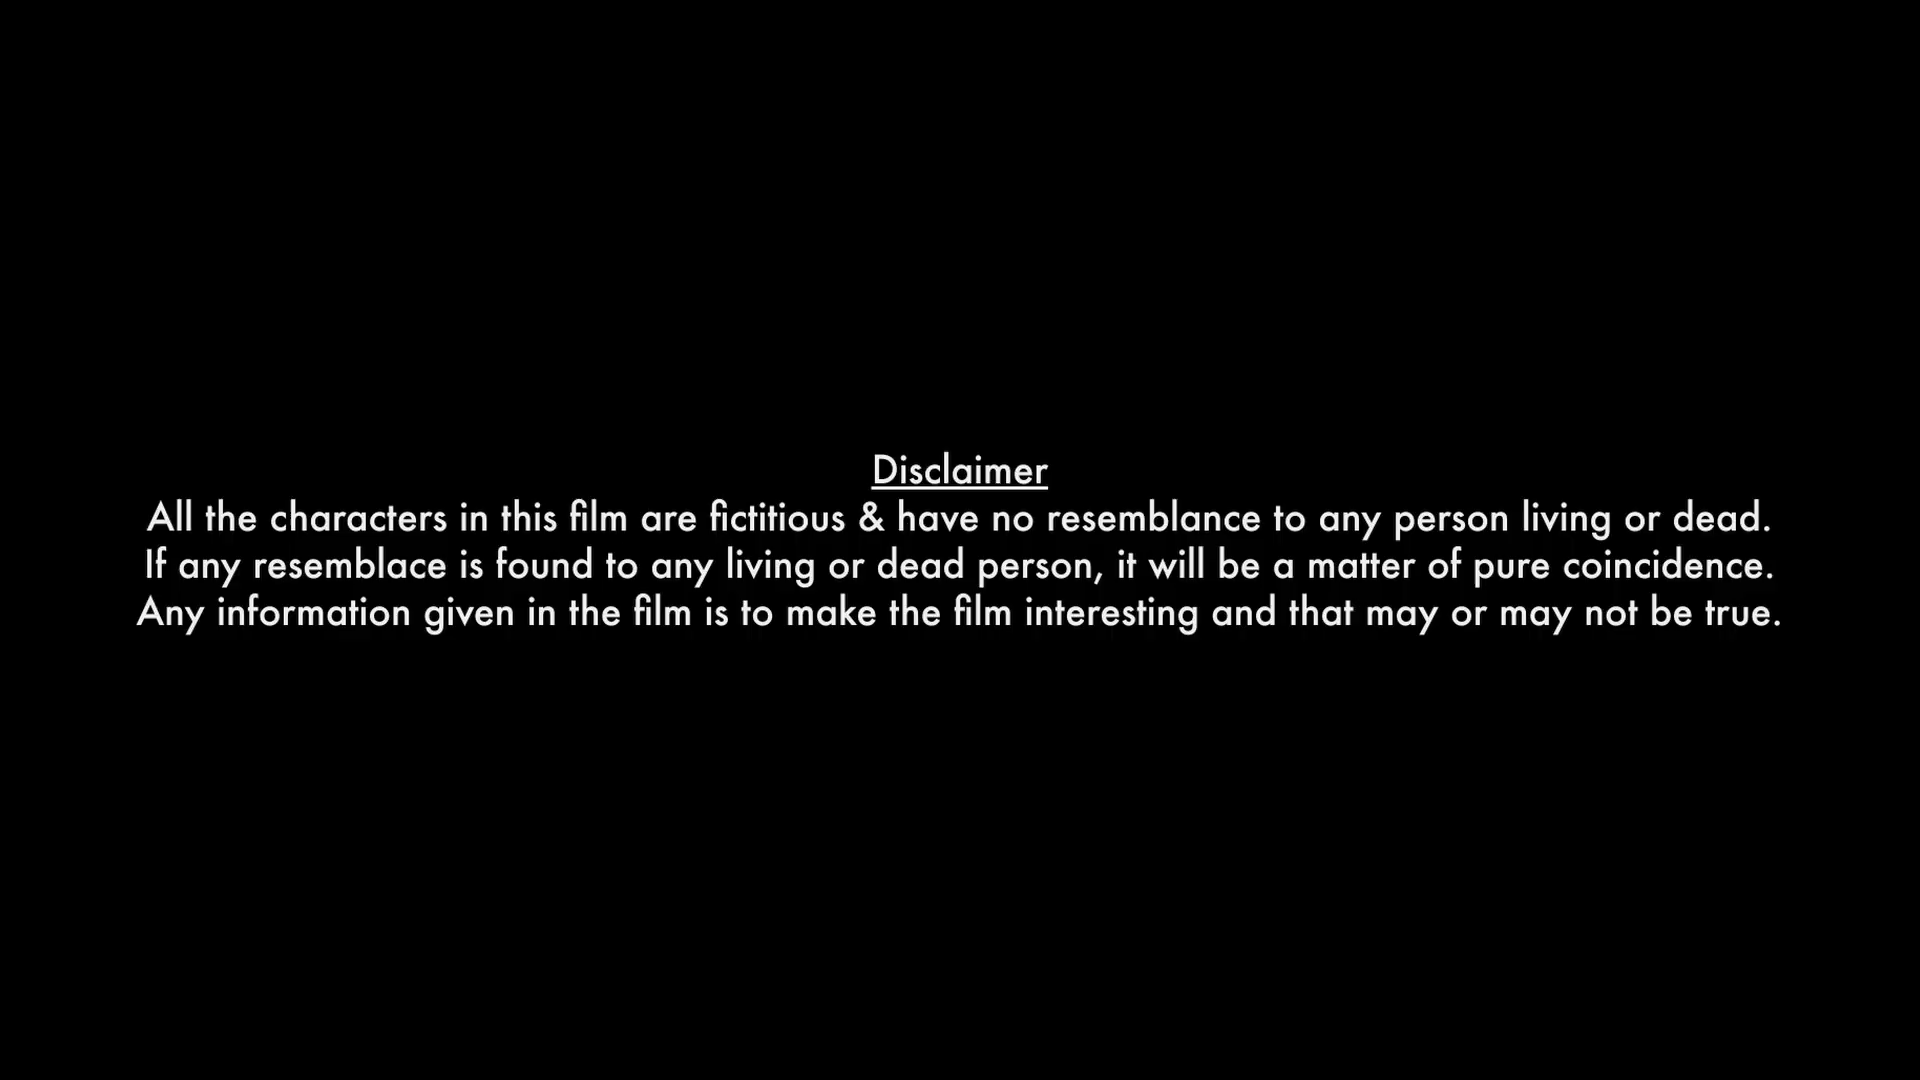 Disclaimer
All the characters in this film are fictitious & have no resemblance to any person living or dead.
If any resemblace is found to any living or dead person, it will be a matter of pure coincidence.
Any information given in the film is to make the film interesting and that may or may not be true.